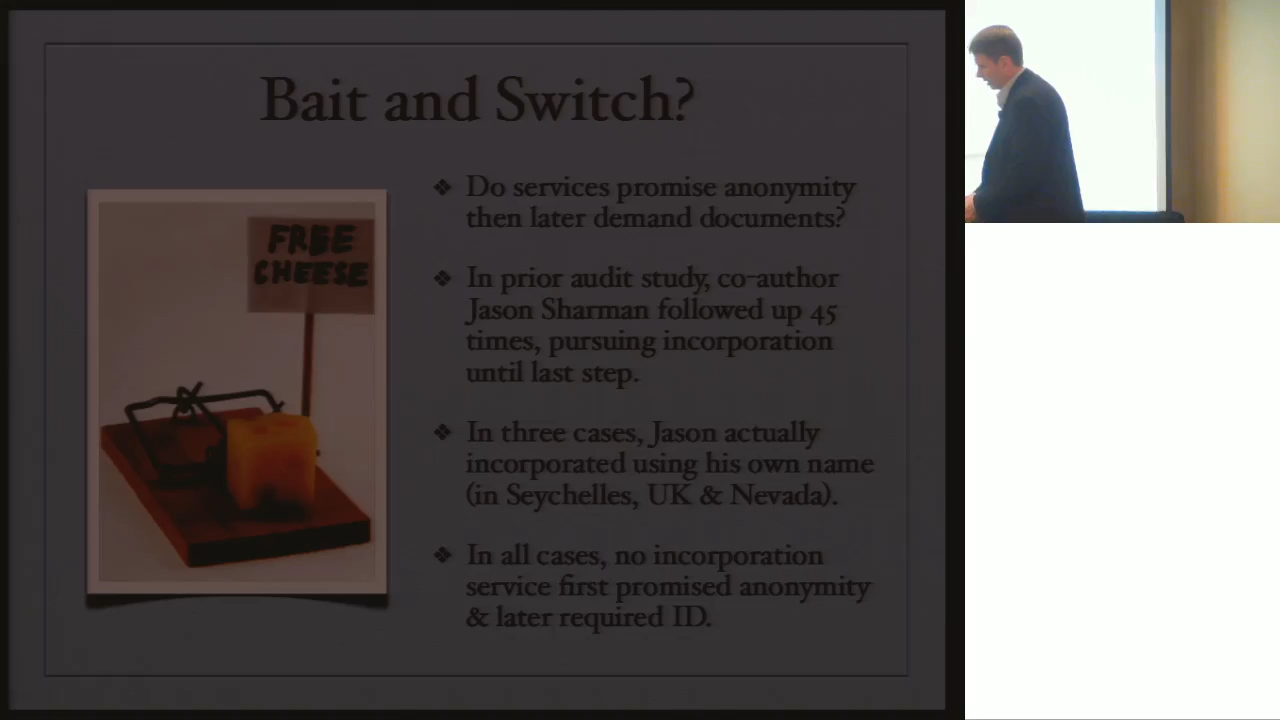 Bait and Switch?
FREE
CHEESE
❖ Do services promise anonymity
then later demand documents?
❖ In prior audit study, co-author
Jason Sharman followed up 45
times, pursuing incorporation
until last step.
❖ In three cases, Jason actually
incorporated using his own name
(in Seychelles, UK & Nevada).
❖ In all cases, no incorporation
service first promised anonymity
& later required ID.